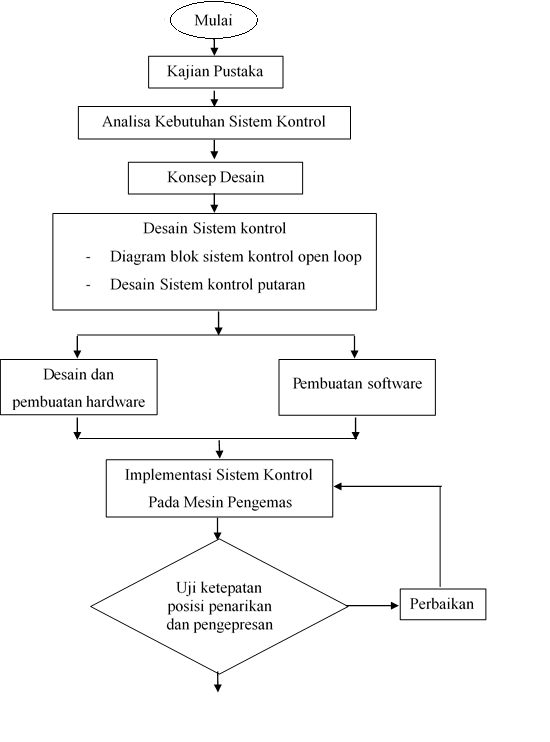 Mulai
Kajian Pustaka
Analisa Kebutuhan Sistem Kontrol
Konsep Desain
Desain Sistem kontrol
- Diagram blok sistem kontrol open loop
- Desain Sistem kontrol putaran
Desain dan
pembuatan hardware
Pembuatan software
Implementasi Sistem Kontrol
Pada Mesin Pengemas
Uji ketepatan
posisi penarikan
dan pengepresan
Perbaikan